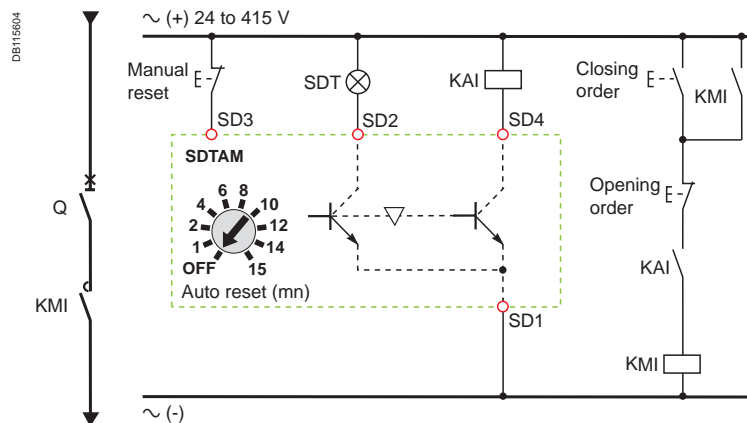 DB115604
∼ (+) 24 to 415 V
Manual
reset
SDT
KAI
Closing
order
KMI
SD3
SD2
SD4
SDTAM
Q
6
8
4
10
2
12
1
14
OFF
15
Auto reset (mn)
Opening
order
KAI
KMI
SD1
KMI
∼ (-)